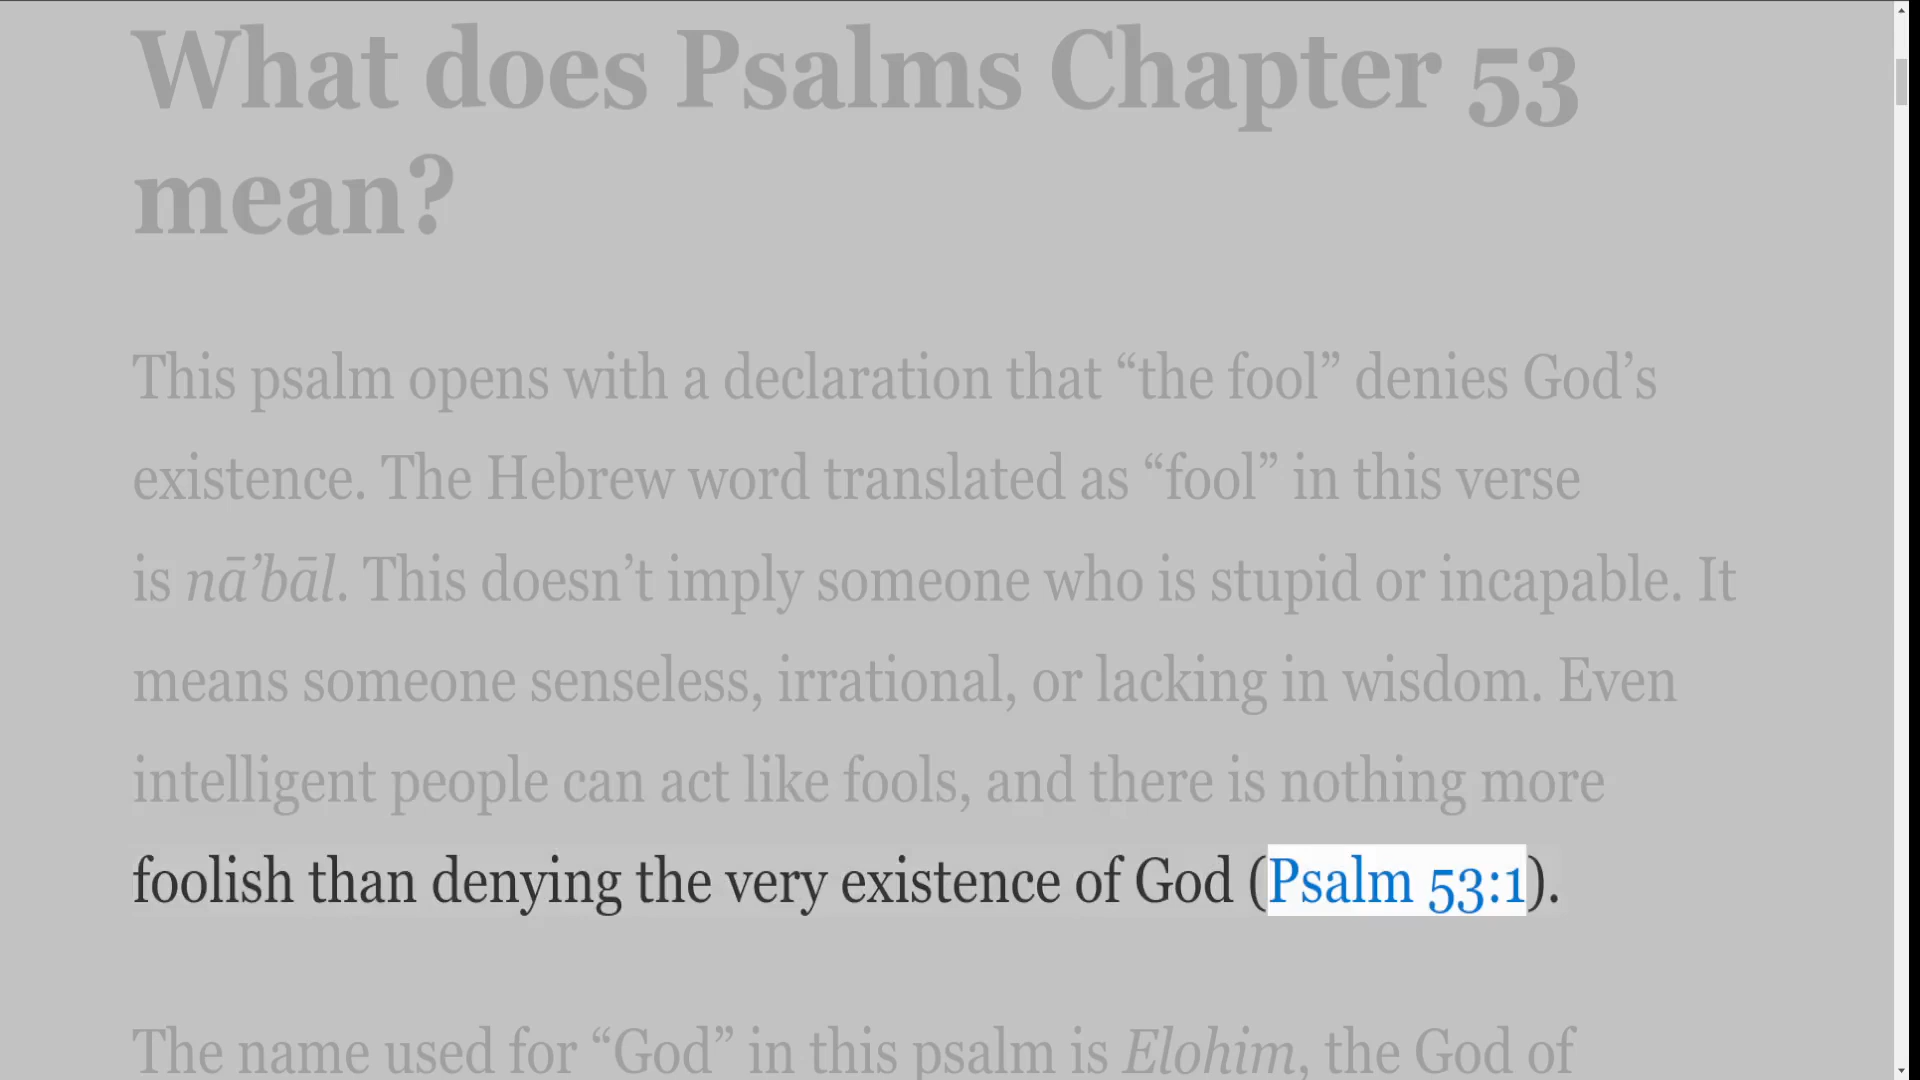 What does Psalms Chapter 53
mean?
This psalm opens with a declaration that “the fool” denies God’s
existence. The Hebrew word translated as “fool” in this verse
is nā’bāl. This doesn’t imply someone who is stupid or incapable. It
means someone senseless, irrational, or lacking in wisdom. Even
intelligent people can act like fools, and there is nothing more
foolish than denying the very existence of God (Psalm 53:1).
The name used for “God” in this psalm is Elohim, the God of